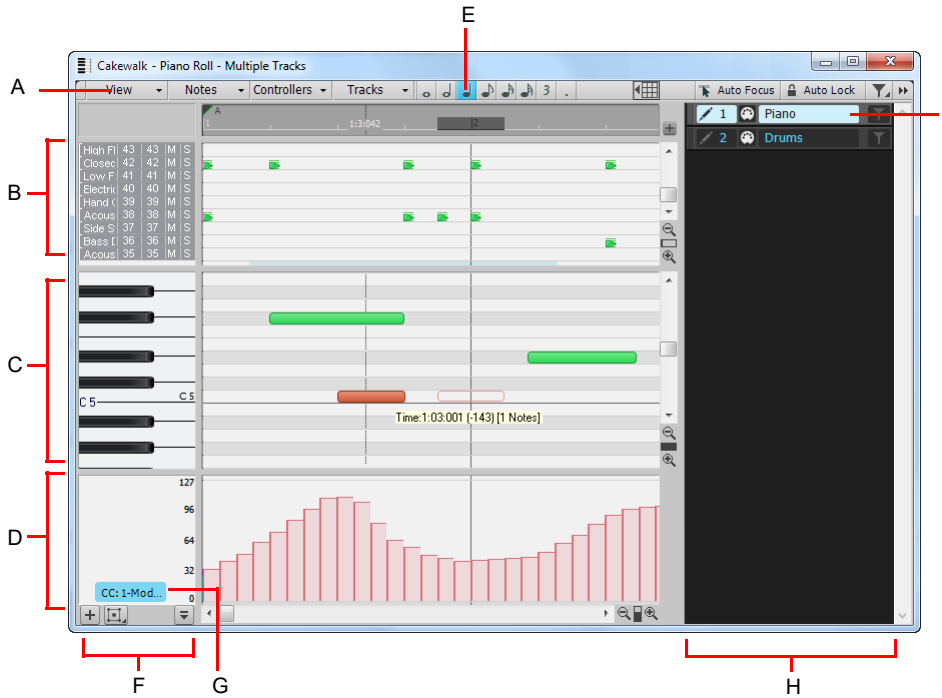 E
Cakewalk - Piano Roll - Multiple Tracks
A
View Notes Controllers Tracks 3 . Auto Focus Auto Lock
A
1 1:3:042 2
1 Piano
2 Drums
B
High Fl 43 43 M S
Closec 42 42 M S
Low F 41 41 M S
Electric 40 40 M S
Hand ( 39 39 M S
Acous 38 38 M S
Side S 37 37 M S
Bass D 36 36 M S
Acous 35 35 M S
C
C 5 C 5
Time:1:03:001 (-143) [1 Notes]
D
127
96
64
32
0
CC: 1-Mod...
F
G
H